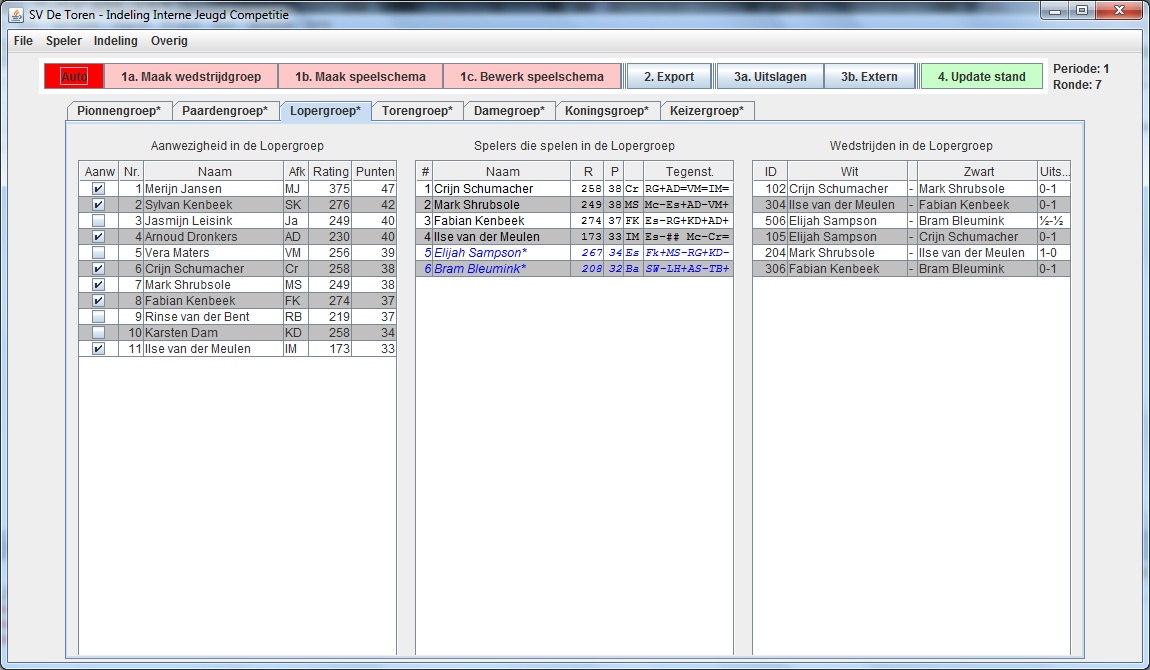 SV De Toren - Indeling Interne Jeugd Competitie
File Speler Indeling Overig
Auto 1a. Maak wedstrijdgroep 1b. Maak speelschema 1c. Bewerk speelschema 2. Export 3a. Uitslagen 3b. Extern 4. Update stand Periode: 1
Ronde: 7
Pionnengroep* Paardengroep* Lopergroep* Torengroep* Damegroep* Koningsgroep* Keizergroep*
Aanwezigheid in de Lopergroep
Aanw Nr. Naam Afk Rating Punten
1 Merijn Jansen MJ 375 47
2 Sylvan Kenbeek SK 276 42
3 Jasmijn Leisink Ja 249 40
4 Arnoud Dronkers AD 230 40
5 Vera Maters VM 256 39
6 Crijn Schumacher Cr 258 38
7 Mark Shrubsole MS 249 38
8 Fabian Kenbeek FK 274 37
9 Rinse van der Bent RB 219 37
10 Karsten Dam KD 258 34
11 Ilse van der Meulen IM 173 33
Spelers die spelen in de Lopergroep
# Naam R P Tegenst.
1 Crijn Schumacher 258 38 Cr RG+AD=VM=IM=
2 Mark Shrubsole 249 38 MS Mc-Es+AD-VM+
3 Fabian Kenbeek 274 37 FK Es-RG+KD+AD+
4 Ilse van der Meulen 173 33 IM Es-## Mc-Cr=
5 Elijah Sampson* 267 34 Es Fk+MS-RG+KD-
6 Bram Bleumink* 208 32 Ba SW-LH+AS-TB+
Wedstrijden in de Lopergroep
ID Wit Zwart Uits...
102 Crijn Schumacher - Mark Shrubsole 0-1
304 Ilse van der Meulen - Fabian Kenbeek 0-1
506 Elijah Sampson - Bram Bleumink ½-½
105 Elijah Sampson - Crijn Schumacher 0-1
204 Mark Shrubsole - Ilse van der Meulen 1-0
306 Fabian Kenbeek - Bram Bleumink 0-1